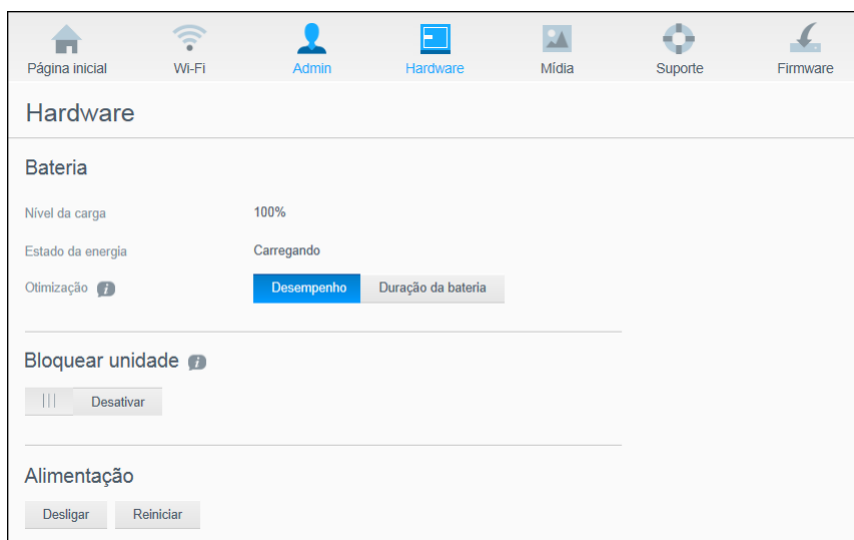 Página inicial Wi-Fi Admin Hardware Mídia Suporte Firmware
Hardware
Bateria
Nível da carga 100%
Estado da energia Carregando
Otimização i Desempenho Duração da bateria
Bloquear unidade i
Desativar
Alimentação
Desligar Reiniciar